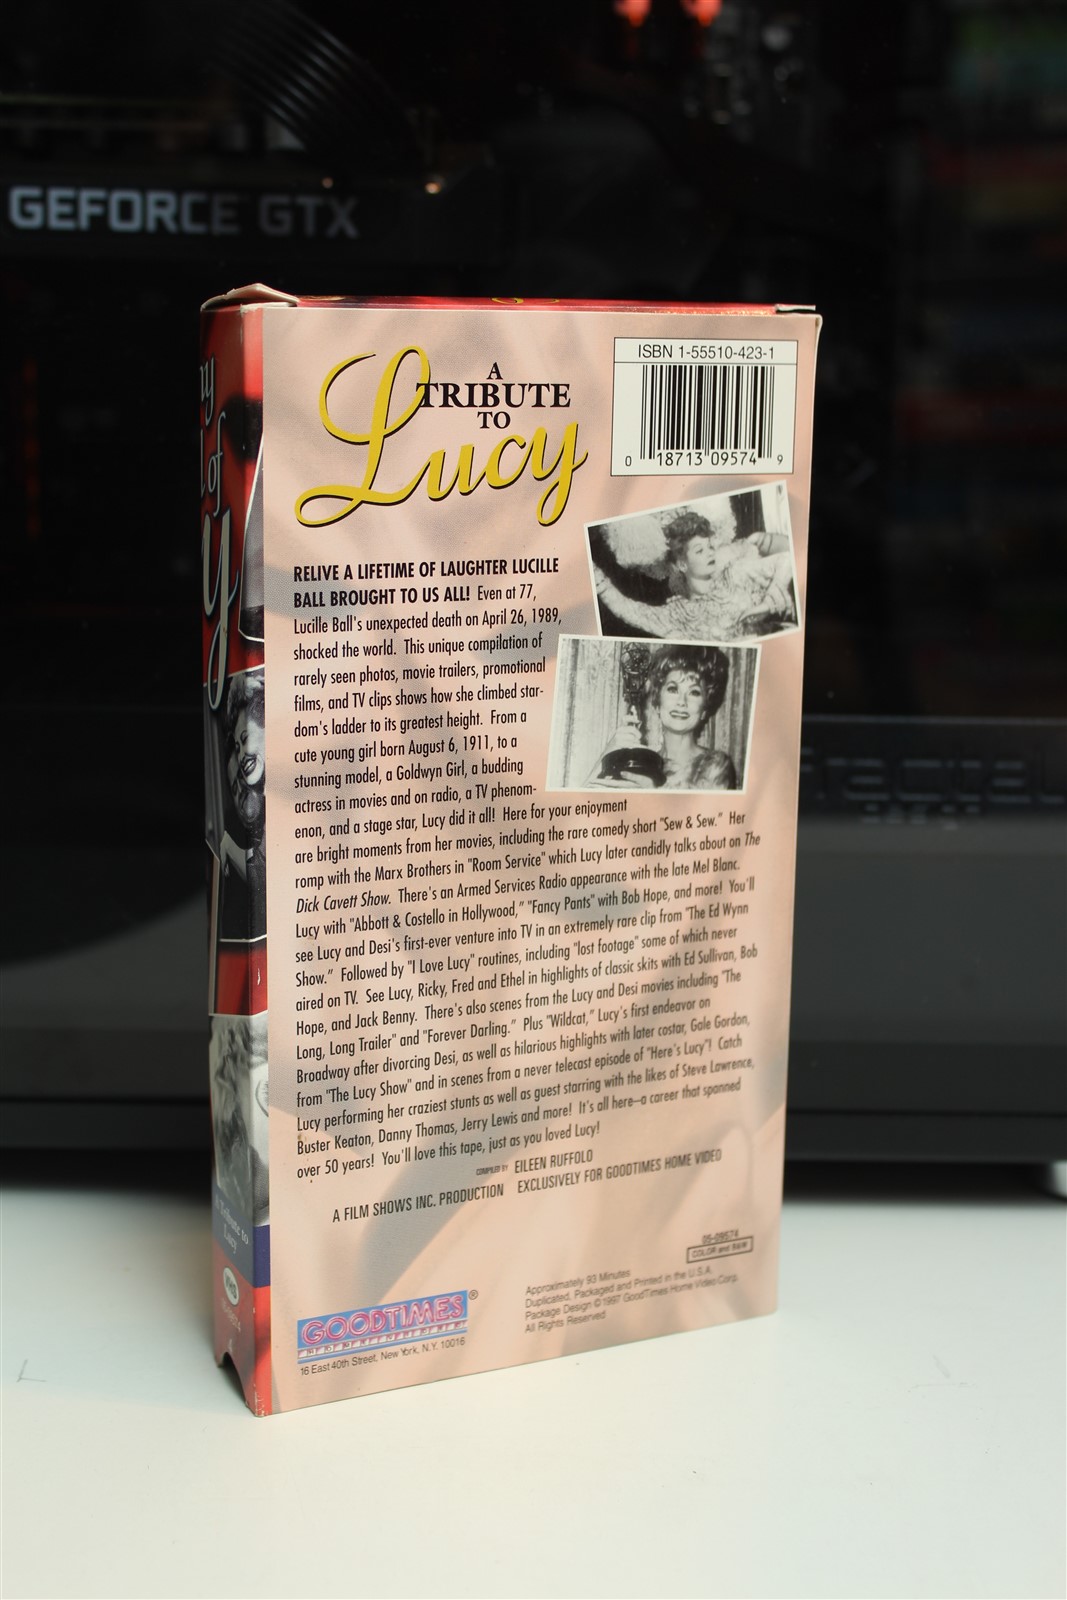 GEFORCE GTX
A
TRIBUTE
TO
Lucy
ISBN 1-55510-423-1
0 18713 09574 9
RELIVE A LIFETIME OF LAUGHTER LUCILLE
BALL BROUGHT TO US ALL! Even at 77,
Lucille Ball's unexpected death on April 26, 1989,
shocked the world. This unique compilation of
rarely seen photos, movie trailers, promotional
films, and TV clips shows how she climbed star-
dom's ladder to its greatest height. From a
cute young girl born August 6, 1911, to a
stunning model, a Goldwyn Girl, a budding
actress in movies and on radio, a TV phenom-
enon, and a stage star, Lucy did it all! Here for your enjoyment
are bright moments from her movies, including the rare comedy short "Sew & Sew." Her
romp with the Marx Brothers in "Room Service" which Lucy later candidly talks about on The
Dick Cavett Show. There's an Armed Services Radio appearance with the late Mel Blanc.
Lucy with "Abbott & Costello in Hollywood," "Fancy Pants" with Bob Hope, and more! You'll
see Lucy and Desi's first-ever venture into TV in an extremely rare clip from "The Ed Wynn
Show." Followed by "I Love Lucy" routines, including "lost footage" some of which never
aired on TV. See Lucy, Ricky, Fred and Ethel in highlights of classic skits with Ed Sullivan, Bob
Hope, and Jack Benny. There's also scenes from the Lucy and Desi movies including "The
Long, Long Trailer" and "Forever Darling." Plus "Wildcat," Lucy's first endeavor on
Broadway after divorcing Desi, as well as hilarious highlights with later costar, Gale Gordon,
from "The Lucy Show" and in scenes from a never telecast episode of "Here's Lucy"! Catch
Lucy performing her craziest stunts as well as guest starring with the likes of Steve Lawrence,
Buster Keaton, Danny Thomas, Jerry Lewis and more! It's all here—a career that spanned
over 50 years! You'll love this tape, just as you loved Lucy!
COMPILED BY EILEEN RUFFOLO
A FILM SHOWS INC. PRODUCTION EXCLUSIVELY FOR GOODTIMES HOME VIDEO
05-09574
COLOR and B&W
GOODTIMES®
16 East 40th Street, New York, N.Y. 10016
Approximately 93 Minutes
Duplicated, Packaged and Printed in the U.S.A.
Package Design © 1997 GoodTimes Home Video Corp.
All Rights Reserved
of
A Tribute to
Lucy
VHS
fractal